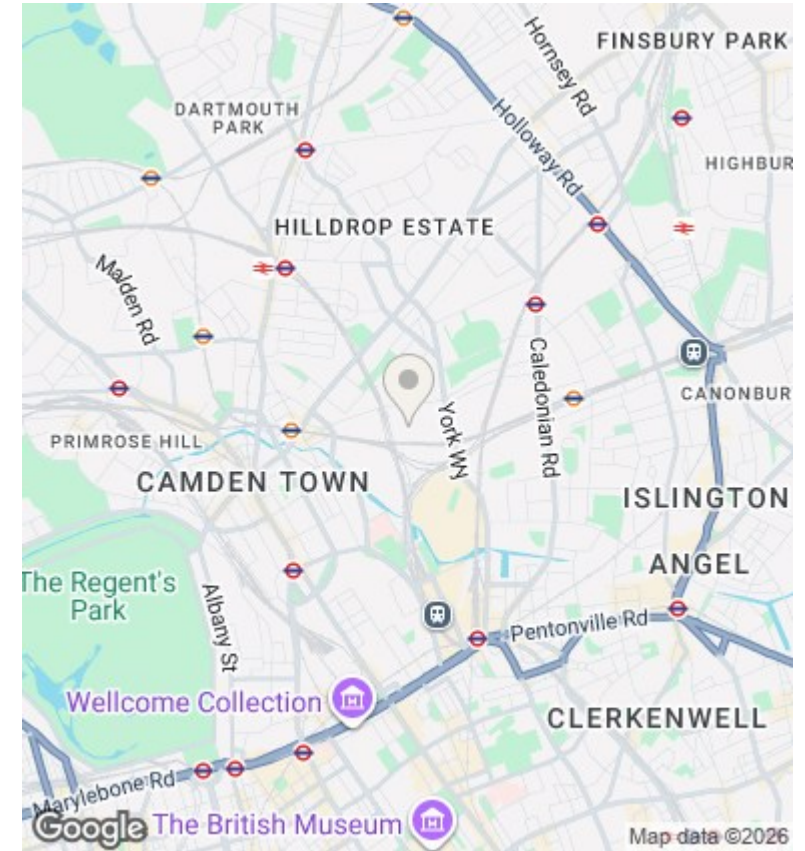 FINSBURY PARK
Hornsey Rd
DARTMOUTH
PARK
Holloway Rd
HIGHBUR
HILLDROP ESTATE
Malden Rd
Caledonian Rd
CANONBUR
York Wy
PRIMROSE HILL
CAMDEN TOWN
ISLINGTON
ANGEL
The Regent's
Park
Albany St
Pentonville Rd
Wellcome Collection
CLERKENWELL
Marylebone Rd
Google
The British Museum
Map data ©2026